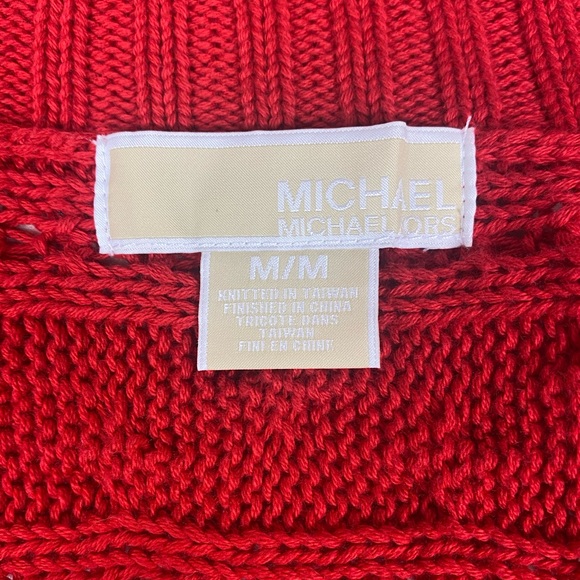 MICHAEL
MICHAEL KORS
M/M
KNITTED IN TAIWAN
FINISHED IN CHINA
TRICOTE DANS
TAIWAN
FINI EN CHINE